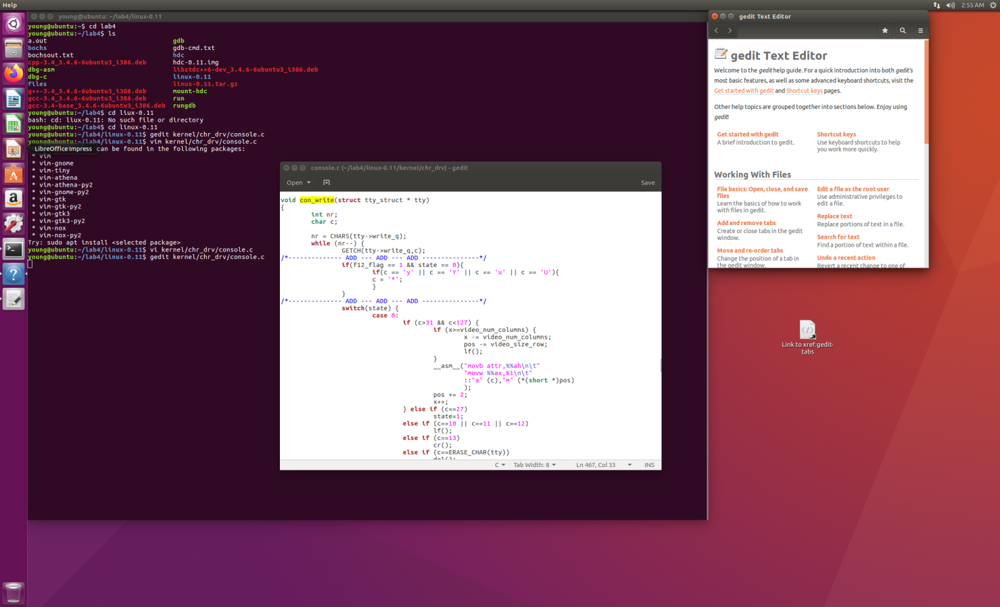 Help
2:55 AM
young@ubuntu: ~/lab4/linux-0.11
young@ubuntu:~$ cd lab4
young@ubuntu:~/lab4$ ls
a.out gdb
bochs gdb-cmd.txt
bochsout.txt hdc
cpp-3.4_3.4.6-6ubuntu3_i386.deb hdc-0.11.img
dbg-asm libstdc++6-dev_3.4.6-6ubuntu3_i386.deb
dbg-c linux-0.11
files linux-0.11.tar.gz
g++-3.4_3.4.6-6ubuntu3_i386.deb mount-hdc
gcc-3.4_3.4.6-6ubuntu3_i386.deb run
gcc-3.4-base_3.4.6-6ubuntu3_i386.deb rungdb
young@ubuntu:~/lab4$ cd liux-0.11
bash: cd: liux-0.11: No such file or directory
young@ubuntu:~/lab4$ cd linux-0.11
young@ubuntu:~/lab4/linux-0.11$ gedit kernel/chr_drv/console.c
young@ubuntu:~/lab4/linux-0.11$ vim kernel/chr_drv/console.c
LibreOffice Impress can be found in the following packages:
* vim
* vim-gnome
* vim-tiny
* vim-athena
* vim-athena-py2
* vim-gnome-py2
* vim-gtk
* vim-gtk-py2
* vim-gtk3
* vim-gtk3-py2
* vim-nox
* vim-nox-py2
Try: sudo apt install <selected package>
young@ubuntu:~/lab4/linux-0.11$ vi kernel/chr_drv/console.c
young@ubuntu:~/lab4/linux-0.11$ gedit kernel/chr_drv/console.c
console.c (~/lab4/linux-0.11/kernel/chr_drv) - gedit
Open Save
void con_write(struct tty_struct * tty)
{
int nr;
char c;
nr = CHARS(tty->write_q);
while (nr--) {
GETCH(tty->write_q,c);
/*-------------- ADD --- ADD --- ADD ---------------*/
if(f12_flag == 1 && state == 0){
if(c == 'y' || c == 'Y' || c == 'u' || c == 'U'){
c = '*';
}
}
/*-------------- ADD --- ADD --- ADD ---------------*/
switch(state) {
case 0:
if (c>31 && c<127) {
if (x>=video_num_columns) {
x -= video_num_columns;
pos -= video_size_row;
lf();
}
__asm__("movb attr,%%ah\n\t"
"movw %%ax,%1\n\t"
::"a" (c),"m" (*(short *)pos)
);
pos += 2;
x++;
} else if (c==27)
state=1;
else if (c==10 || c==11 || c==12)
lf();
else if (c==13)
cr();
else if (c==ERASE_CHAR(tty))
del();
C Tab Width: 8 Ln 467, Col 33 INS
gedit Text Editor
gedit Text Editor
Welcome to the gedit help guide. For a quick introduction into both gedit's
most basic features, as well as some advanced keyboard shortcuts, visit the
Get started with gedit and Shortcut keys pages.
Other help topics are grouped together into sections below. Enjoy using
gedit!
Get started with gedit
A brief introduction to gedit.
Shortcut keys
Use keyboard shortcuts to help
you work more quickly.
Working With Files
File basics: Open, close, and save
files
Learn the basics of how to work
with files in gedit.
Add and remove tabs
Create or close tabs in the gedit
window.
Move and re-order tabs
Change the position of a tab in
the gedit window.
Edit a file as the root user
Use administrative privileges to
edit a file.
Replace text
Replace portions of text in a file.
Search for text
Find a portion of text within a file.
Undo a recent action
Revert a recent change to one of
Link to xref:gedit-
tabs